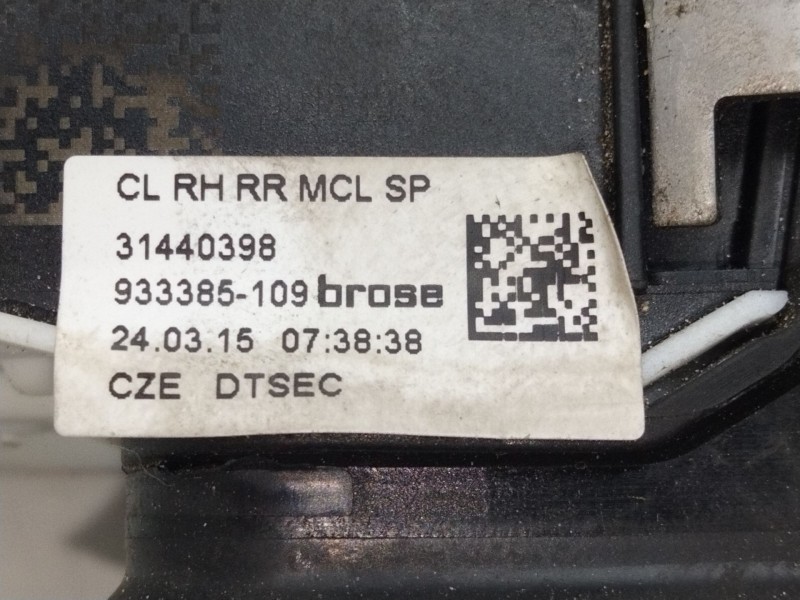 CL RH RR MCL SP
31440398
933385-109 brose
24.03.15 07:38:38
CZE DTSEC